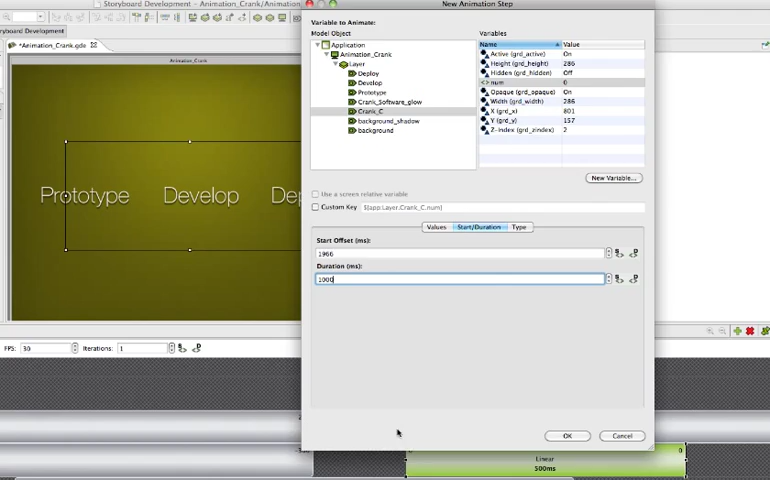 Storyboard Development - Animation_Crank/Animation_
New Animation Step
Storyboard Development
*Animation_Crank.gde
Animation_Crank
Prototype Develop Dep
Variable to Animate:
Model Object
Application
Animation_Crank
Layer
Deploy
Develop
Prototype
Crank_Software_glow
Crank_C
background_shadow
background
Variables
Name Value
Active (grd_active) On
Height (grd_height) 286
Hidden (grd_hidden) Off
num 0
Opaque (grd_opaque) On
Width (grd_width) 286
X (grd_x) 801
Y (grd_y) 157
Z-Index (grd_zindex) 2
New Variable...
Use a screen relative variable
Custom Key ${app:Layer.Crank_C.num}
Values Start/Duration Type
Start Offset (ms):
1966
Duration (ms):
1000
OK Cancel
FPS: 30 Iterations: 1
0
Linear
500ms